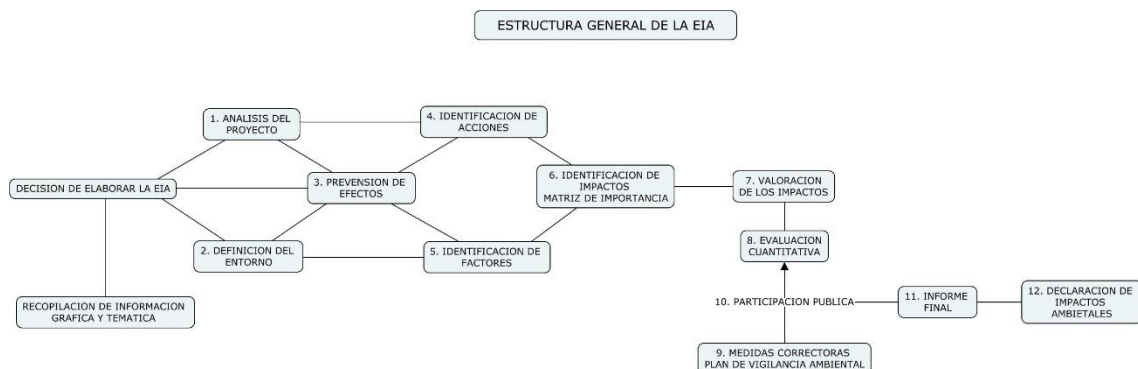 ESTRUCTURA GENERAL DE LA EIA
1. ANALISIS DEL
PROYECTO
4. IDENTIFICACION DE
ACCIONES
DECISION DE ELABORAR LA EIA
3. PREVENSION DE
EFECTOS
6. IDENTIFICACION DE
IMPACTOS
MATRIZ DE IMPORTANCIA
7. VALORACION
DE LOS IMPACTOS
2. DEFINICION DEL
ENTORNO
5. IDENTIFICACION DE
FACTORES
8. EVALUACION
CUANTITATIVA
RECOPILACION DE INFORMACION
GRAFICA Y TEMATICA
10. PARTICIPACION PUBLICA
11. INFORME
FINAL
12. DECLARACION DE
IMPACTOS
AMBIETALES
9. MEDIDAS CORRECTORAS
PLAN DE VIGILANCIA AMBIENTAL